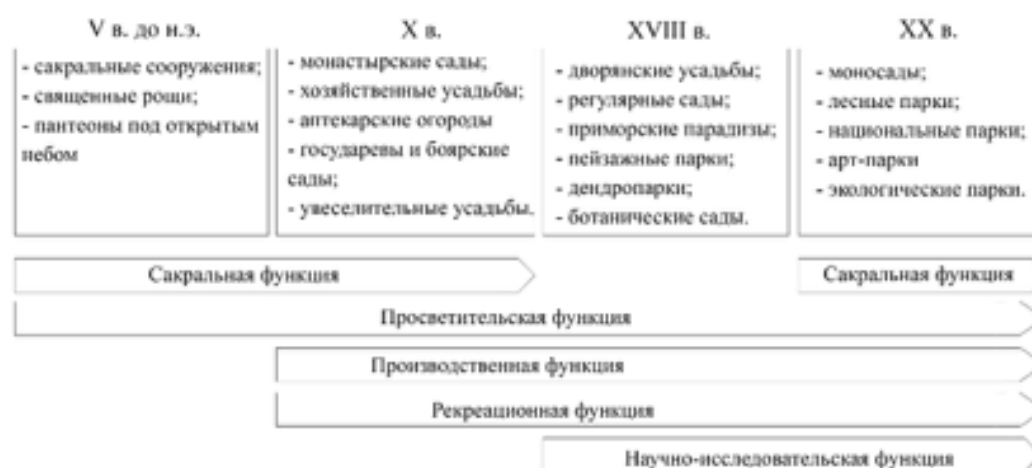 V в. до н.э.
- сакральные сооружения;
- священные рощи;
- пантеоны под открытым
небом
X в.
- монастырские сады;
- хозяйственные усадьбы;
- аптекарские огороды
- государевы и боярские
сады;
- увеселительные усадьбы.
XVIII в.
- дворянские усадьбы;
- регулярные сады;
- приморские парадизы;
- пейзажные парки;
- дендропарки;
- ботанические сады.
XX в.
- моносады;
- лесные парки;
- национальные парки;
- арт-парки
- экологические парки.
Сакральная функция
Сакральная функция
Просветительская функция
Производственная функция
Рекреационная функция
Научно-исследовательская функция